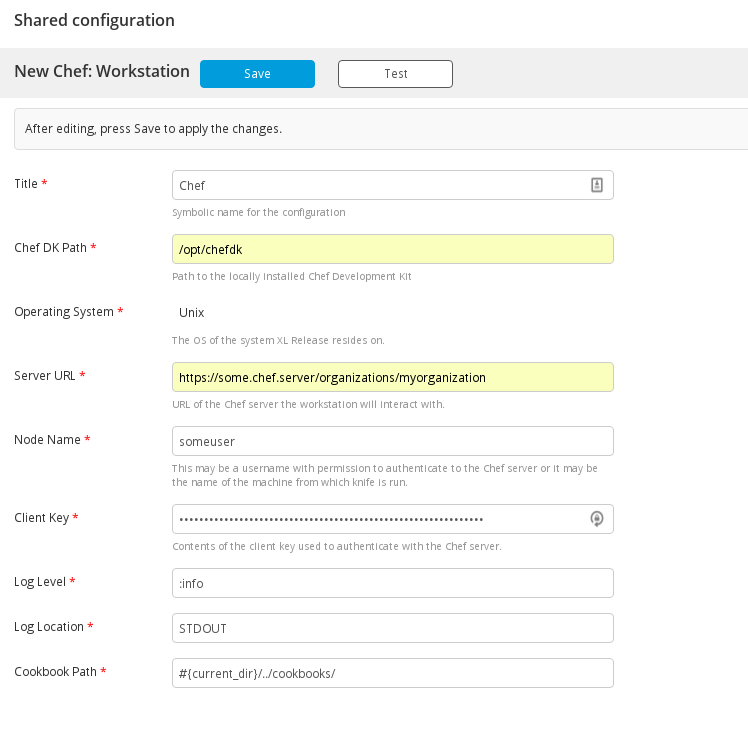 Shared configuration
New Chef: Workstation Save Test
After editing, press Save to apply the changes.
Title * Chef
Symbolic name for the configuration
Chef DK Path * /opt/chefdk
Path to the locally installed Chef Development Kit
Operating System * Unix
The OS of the system XL Release resides on.
Server URL * https://some.chef.server/organizations/myorganization
URL of the Chef server the workstation will interact with.
Node Name * someuser
This may be a username with permission to authenticate to the Chef server or it may be
the name of the machine from which knife is run.
Client Key * ••••••••••••••••••••••••••••••••••••••••••••••••••••••••••••
Contents of the client key used to authenticate with the Chef server.
Log Level * :info
Log Location * STDOUT
Cookbook Path * #{current_dir}/../cookbooks/